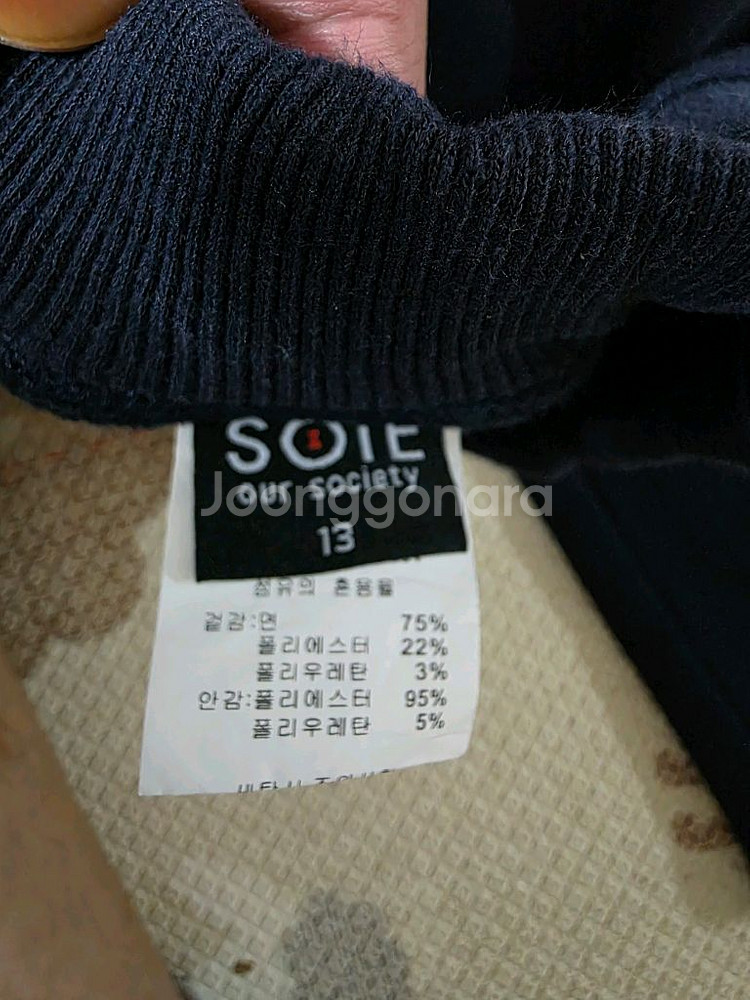 SOIE
our society
Joonggonara
13
섬유의 혼용율
겉감:면 75%
폴리에스터 22%
폴리우레탄 3%
안감:폴리에스터 95%
폴리우레탄 5%